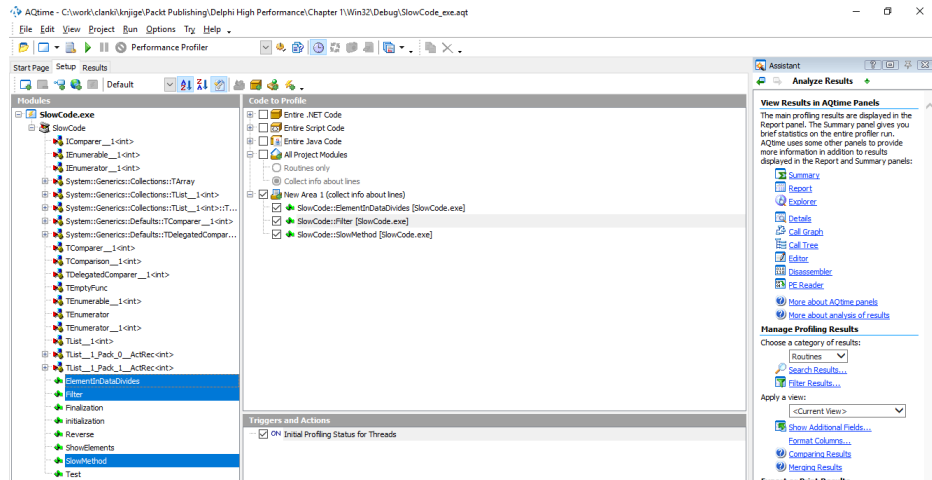 AQtime - C:\work\clanki\knjige\Packt Publishing\Delphi High Performance\Chapter 1\Win32\Debug\SlowCode_exe.aqt
File Edit View Project Run Options Try Help
Performance Profiler
Start Page Setup Results
Default
Modules
SlowCode.exe
SlowCode
IComparer__1<int>
IEnumerable__1<int>
IEnumerator__1<int>
System::Generics::Collections::TArray
System::Generics::Collections::TList__1<int>
System::Generics::Collections::TList__1<int>::T...
System::Generics::Defaults::TComparer__1<int>
System::Generics::Defaults::TDelegatedCompar...
TComparer__1<int>
TComparison__1<int>
TDelegatedComparer__1<int>
TEmptyFunc
TEnumerable__1<int>
TEnumerator
TEnumerator__1<int>
TList__1<int>
TList__1_Pack_0__ActRec<int>
TList__1_Pack_1__ActRec<int>
ElementInDataDivides
Filter
Finalization
initialization
Reverse
ShowElements
SlowMethod
Test
Code to Profile
Entire .NET Code
Entire Script Code
Entire Java Code
All Project Modules
Routines only
Collect info about lines
New Area 1 (collect info about lines)
SlowCode::ElementInDataDivides [SlowCode.exe]
SlowCode::Filter [SlowCode.exe]
SlowCode::SlowMethod [SlowCode.exe]
Triggers and Actions
ON Initial Profiling Status for Threads
Assistant
Analyze Results
View Results in AQtime Panels
The main profiling results are displayed in the
Report panel. The Summary panel gives you
brief statistics on the entire profiler run.
AQtime uses some other panels to provide
more information in addition to results
displayed in the Report and Summary panels:
Summary
Report
Explorer
Details
Call Graph
Call Tree
Editor
Disassembler
PE Reader
More about AQtime panels
More about analysis of results
Manage Profiling Results
Choose a category of results:
Routines
Search Results...
Filter Results...
Apply a view:
<Current View>
Show Additional Fields...
Format Columns...
Comparing Results
Merging Results